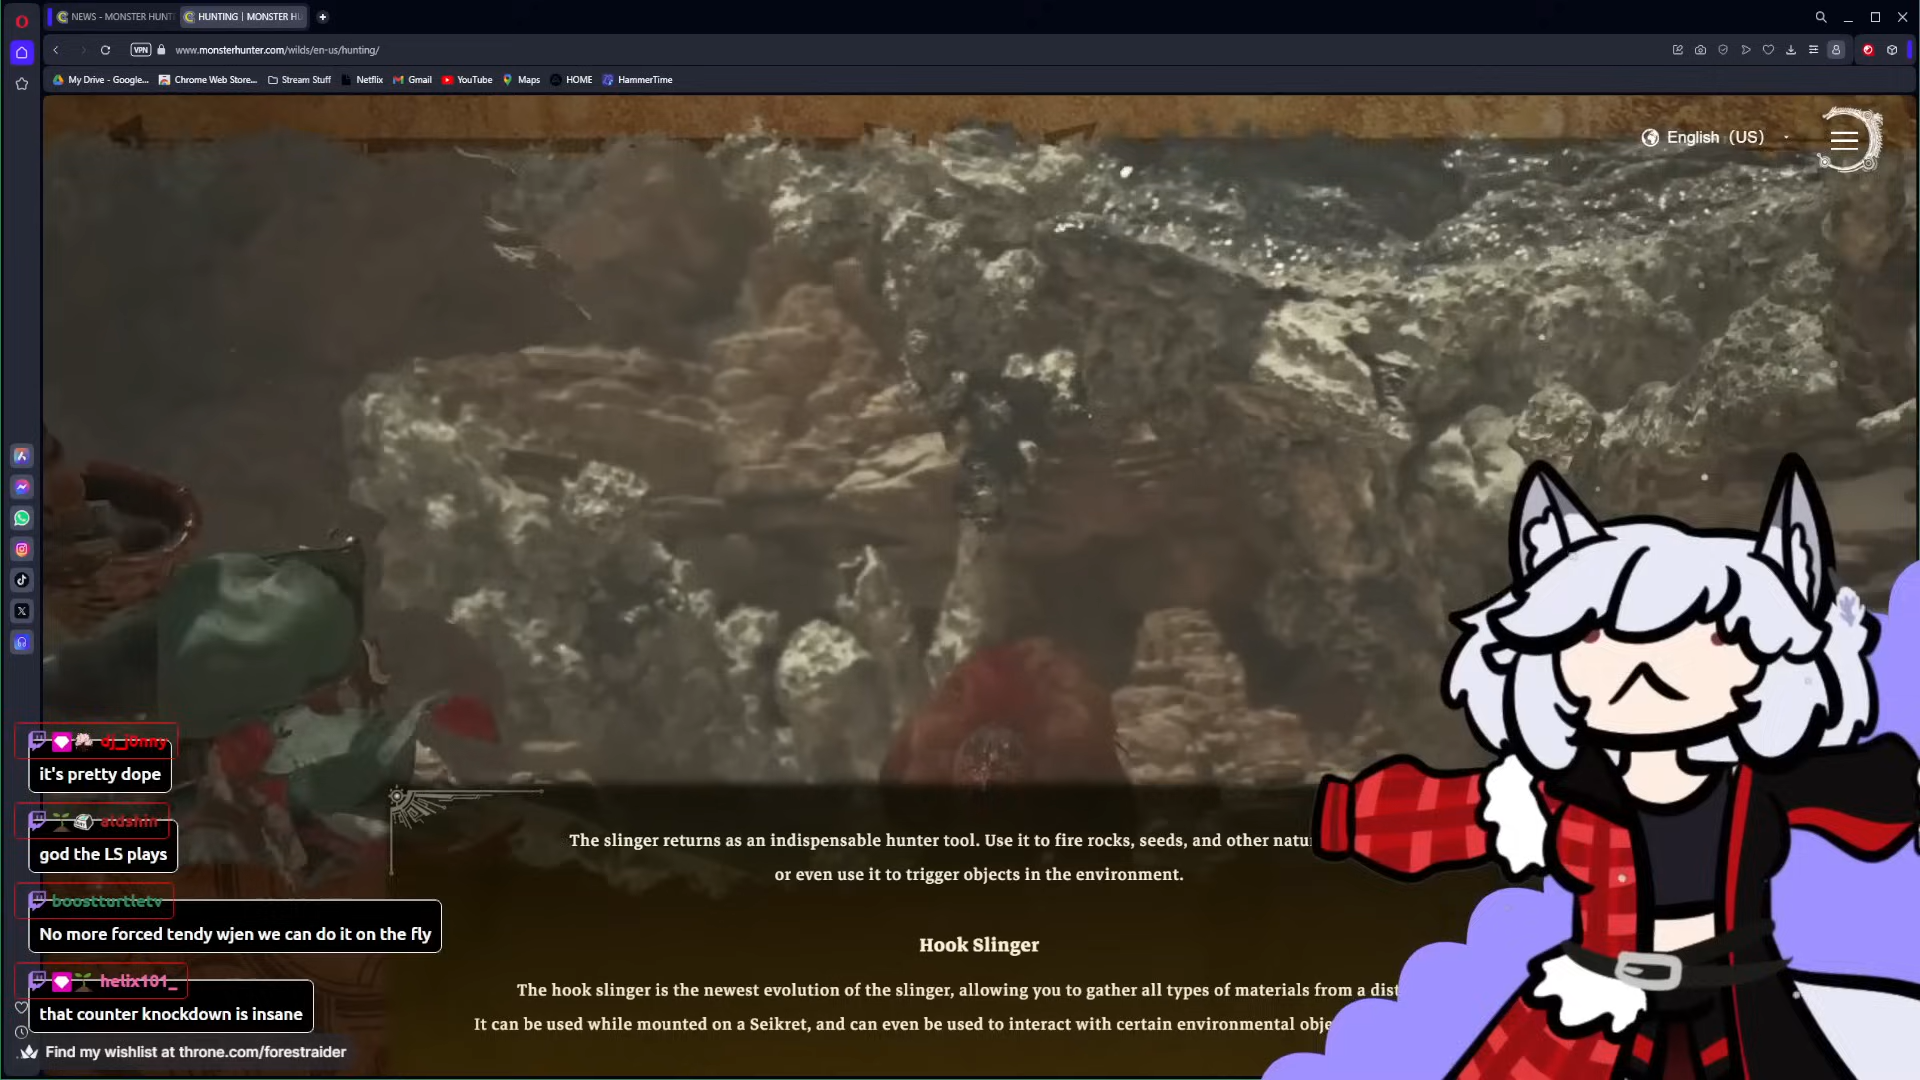 NEWS - MONSTER HUNT
HUNTING | MONSTER HU
VPN
www.monsterhunter.com/wilds/en-us/hunting/
My Drive - Google...
Chrome Web Store...
Stream Stuff
Netflix
Gmail
YouTube
Maps
HOME
HammerTime
English (US)
dj_j0nny
it's pretty dope
aldshin
god the LS plays
boostturtletv
No more forced tendy wjen we can do it on the fly
helix101_
that counter knockdown is insane
Find my wishlist at throne.com/forestraider
The slinger returns as an indispensable hunter tool. Use it to fire rocks, seeds, and other natu
or even use it to trigger objects in the environment.
Hook Slinger
The hook slinger is the newest evolution of the slinger, allowing you to gather all types of materials from a dist
It can be used while mounted on a Seikret, and can even be used to interact with certain environmental obje